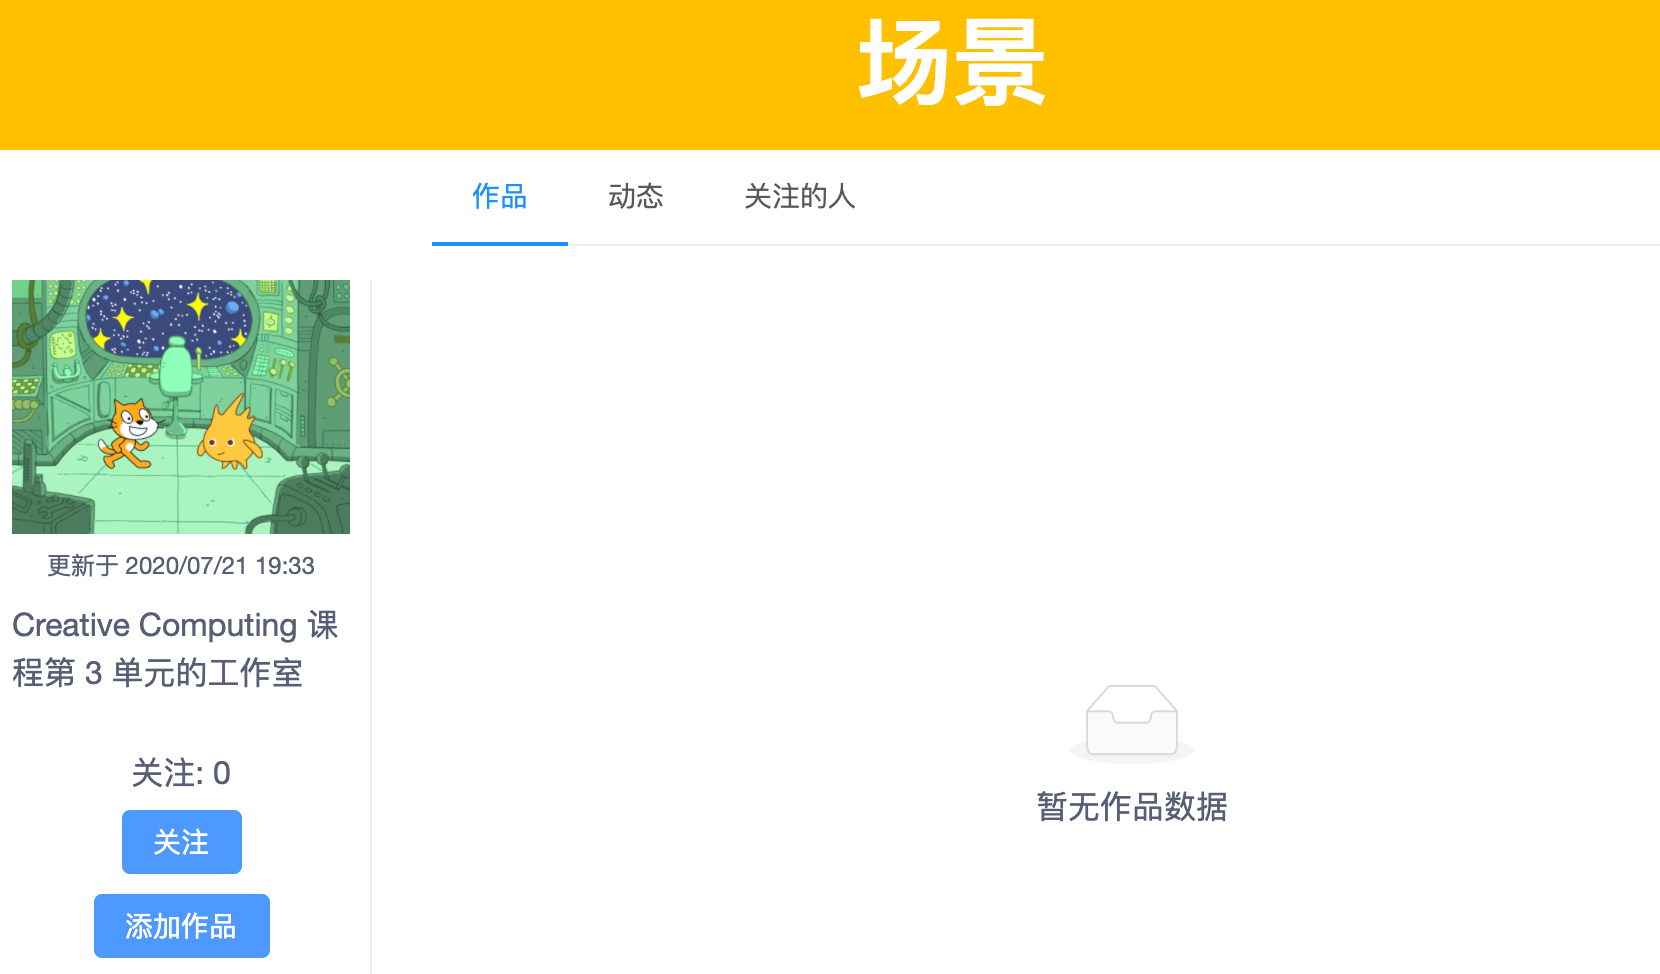 场景
作品
动态
关注的人
更新于 2020/07/21 19:33
Creative Computing 课
程第 3 单元的工作室
关注: 0
关注
添加作品
暂无作品数据